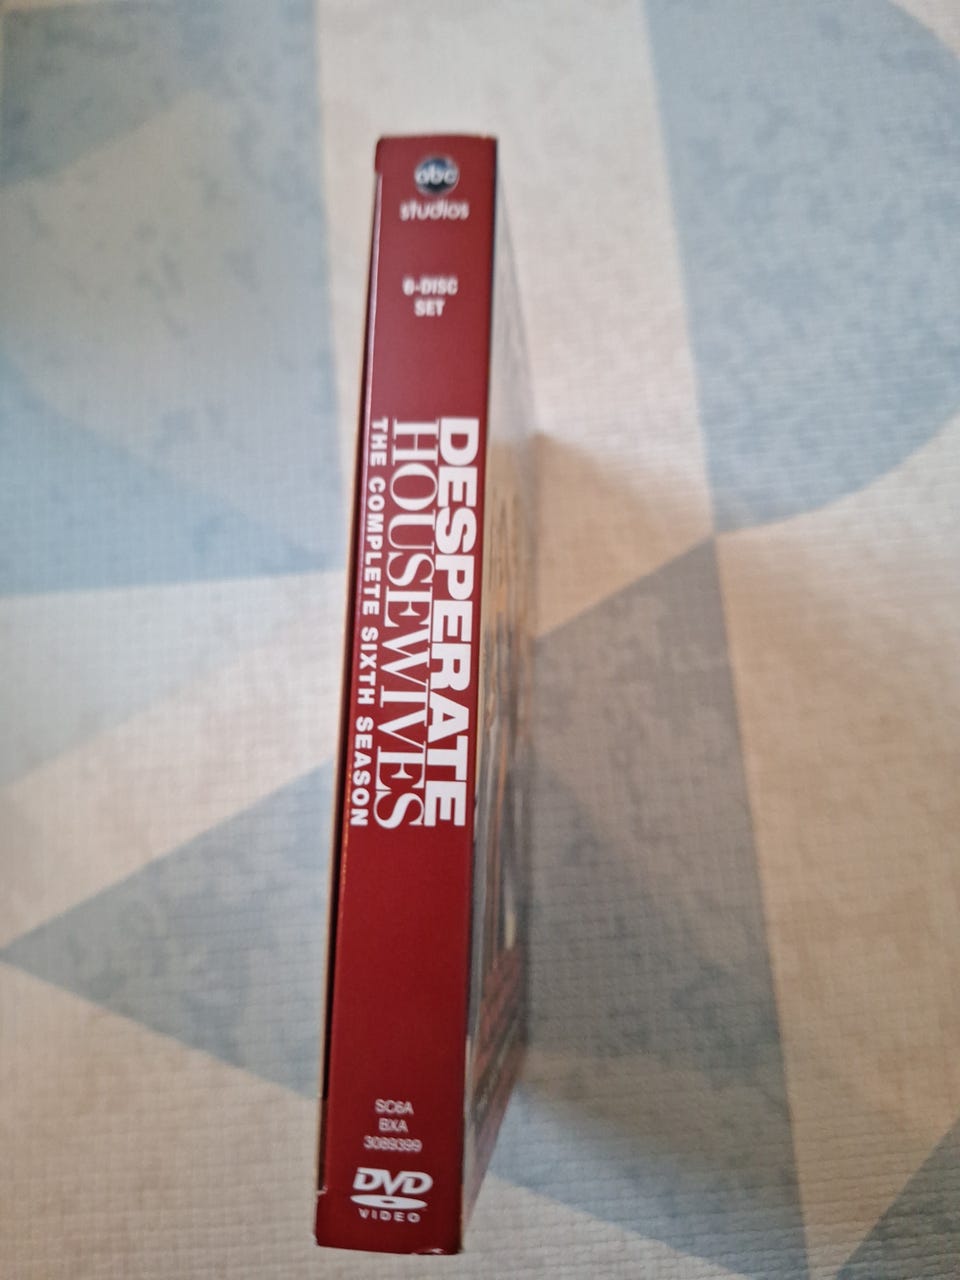 abc
studios
6-DISC
SET
DESPERATE
HOUSEWIVES
THE COMPLETE SIXTH SEASON
SC6A
BXA
3089399
DVD
VIDEO